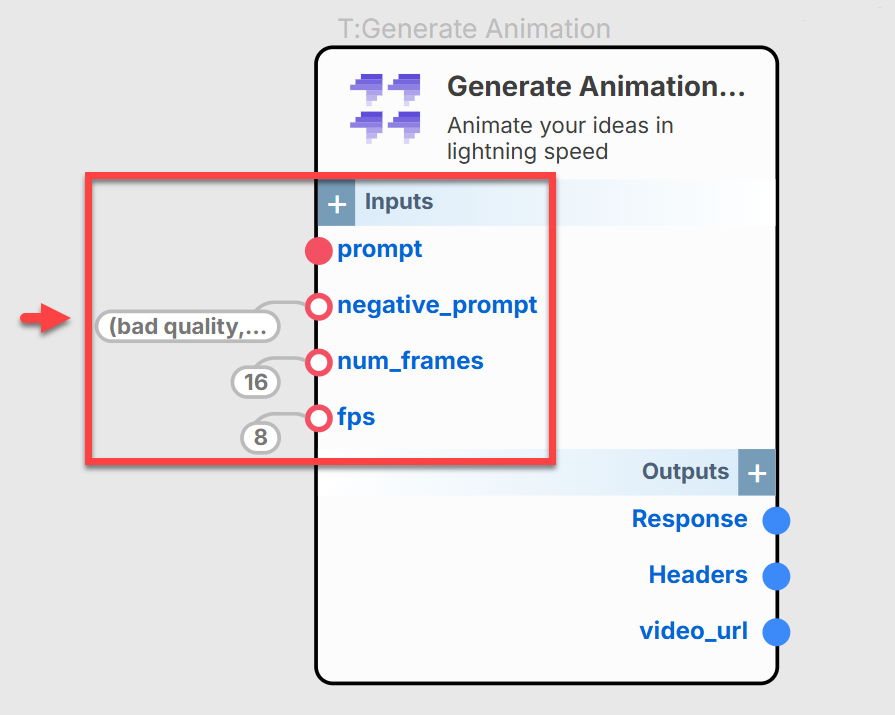 T:Generate Animation
Generate Animation...
Animate your ideas in
lightning speed
+ Inputs
prompt
negative_prompt
(bad quality,...
num_frames
16
fps
8
Outputs +
Response
Headers
video_url